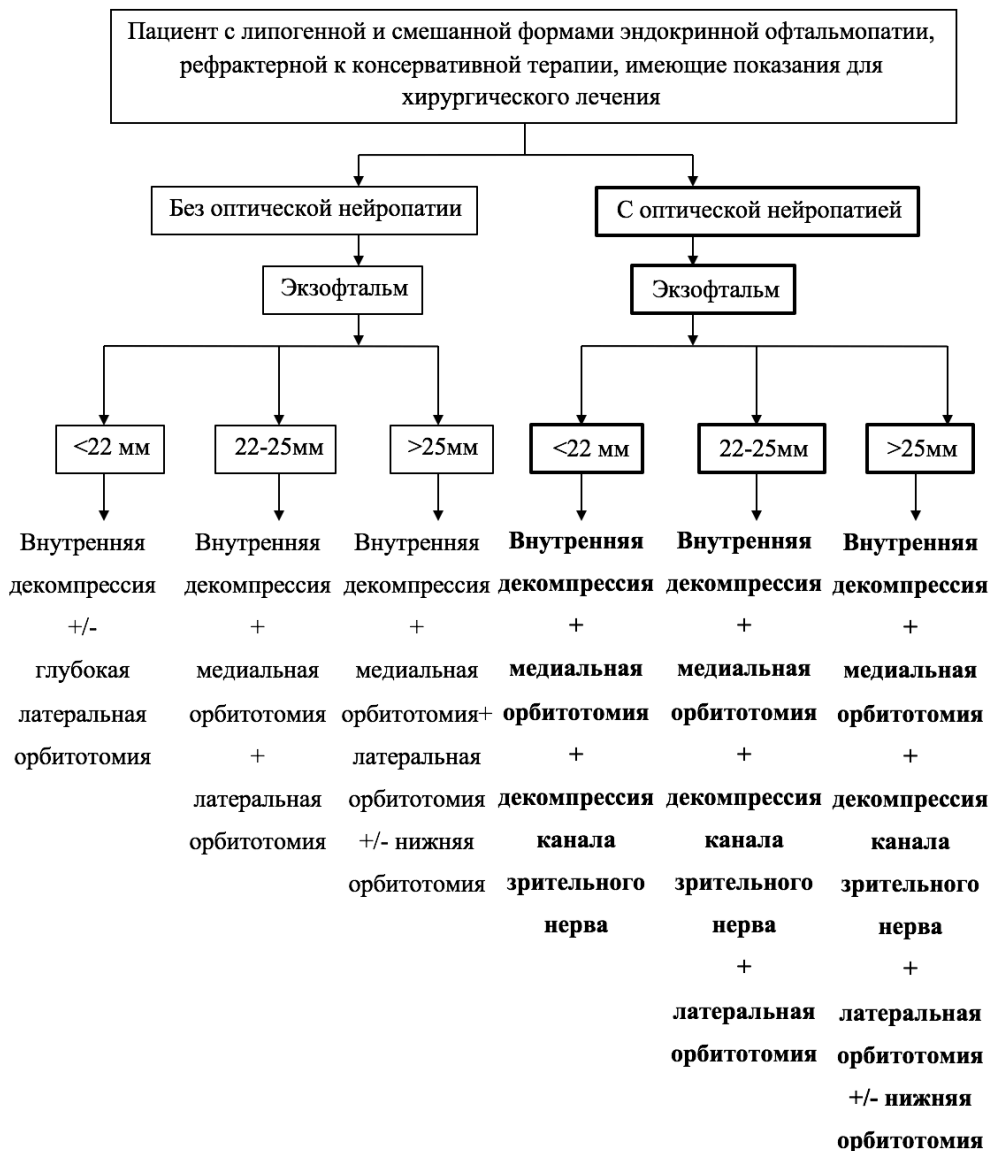 Пациент с липогенной и смешанной формами эндокринной офтальмопатии,
рефрактерной к консервативной терапии, имеющие показания для
хирургического лечения
Без оптической нейропатии
С оптической нейропатией
Экзофтальм
Экзофтальм
<22 мм
22-25мм
>25мм
<22 мм
22-25мм
>25мм
Внутренняя
декомпрессия
+/-
глубокая
латеральная
орбитотомия
Внутренняя
декомпрессия
+
медиальная
орбитотомия
+
латеральная
орбитотомия
Внутренняя
декомпрессия
+
медиальная
орбитотомия+
латеральная
орбитотомия
+/- нижняя
орбитотомия
Внутренняя
декомпрессия
+
медиальная
орбитотомия
+
декомпрессия
канала
зрительного
нерва
Внутренняя
декомпрессия
+
медиальная
орбитотомия
+
декомпрессия
канала
зрительного
нерва
+
латеральная
орбитотомия
Внутренняя
декомпрессия
+
медиальная
орбитотомия
+
декомпрессия
канала
зрительного
нерва
+
латеральная
орбитотомия
+/- нижняя
орбитотомия